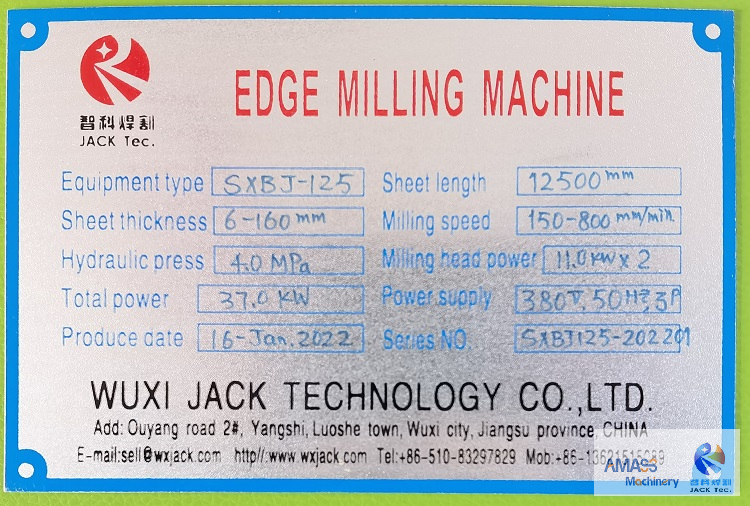 EDGE MILLING MACHINE
智科焊割
JACK Tec.
Equipment type SXBJ-125 Sheet length 12500mm
Sheet thickness 6-160mm Milling speed 150-800mm/min.
Hydraulic press 4.0 MPa Milling head power 11.0KW x 2
Total power 37.0 KW Power supply 380V, 50HZ, 3P
Produce date 16-Jan. 2022 Series NO. SXBJ125-202201
WUXI JACK TECHNOLOGY CO.,LTD.
Add: Ouyang road 2#, Yangshi, Luoshe town, Wuxi city, Jiangsu province, CHINA
E-mail:sell@wxjack.com http//:www.wxjack.com Tel:+86-510-83297829 Mob:+86-13621515089
AMASS
Machinery
智科焊割
JACK Tec.